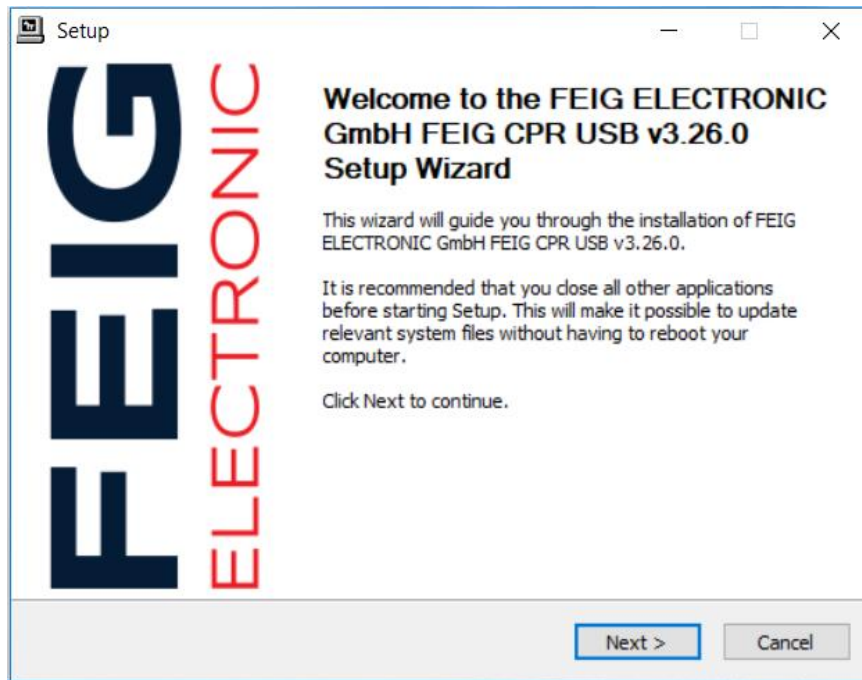 Setup
FEIG
ELECTRONIC
Welcome to the FEIG ELECTRONIC
GmbH FEIG CPR USB v3.26.0
Setup Wizard
This wizard will guide you through the installation of FEIG
ELECTRONIC GmbH FEIG CPR USB v3.26.0.
It is recommended that you close all other applications
before starting Setup. This will make it possible to update
relevant system files without having to reboot your
computer.
Click Next to continue.
Next >
Cancel